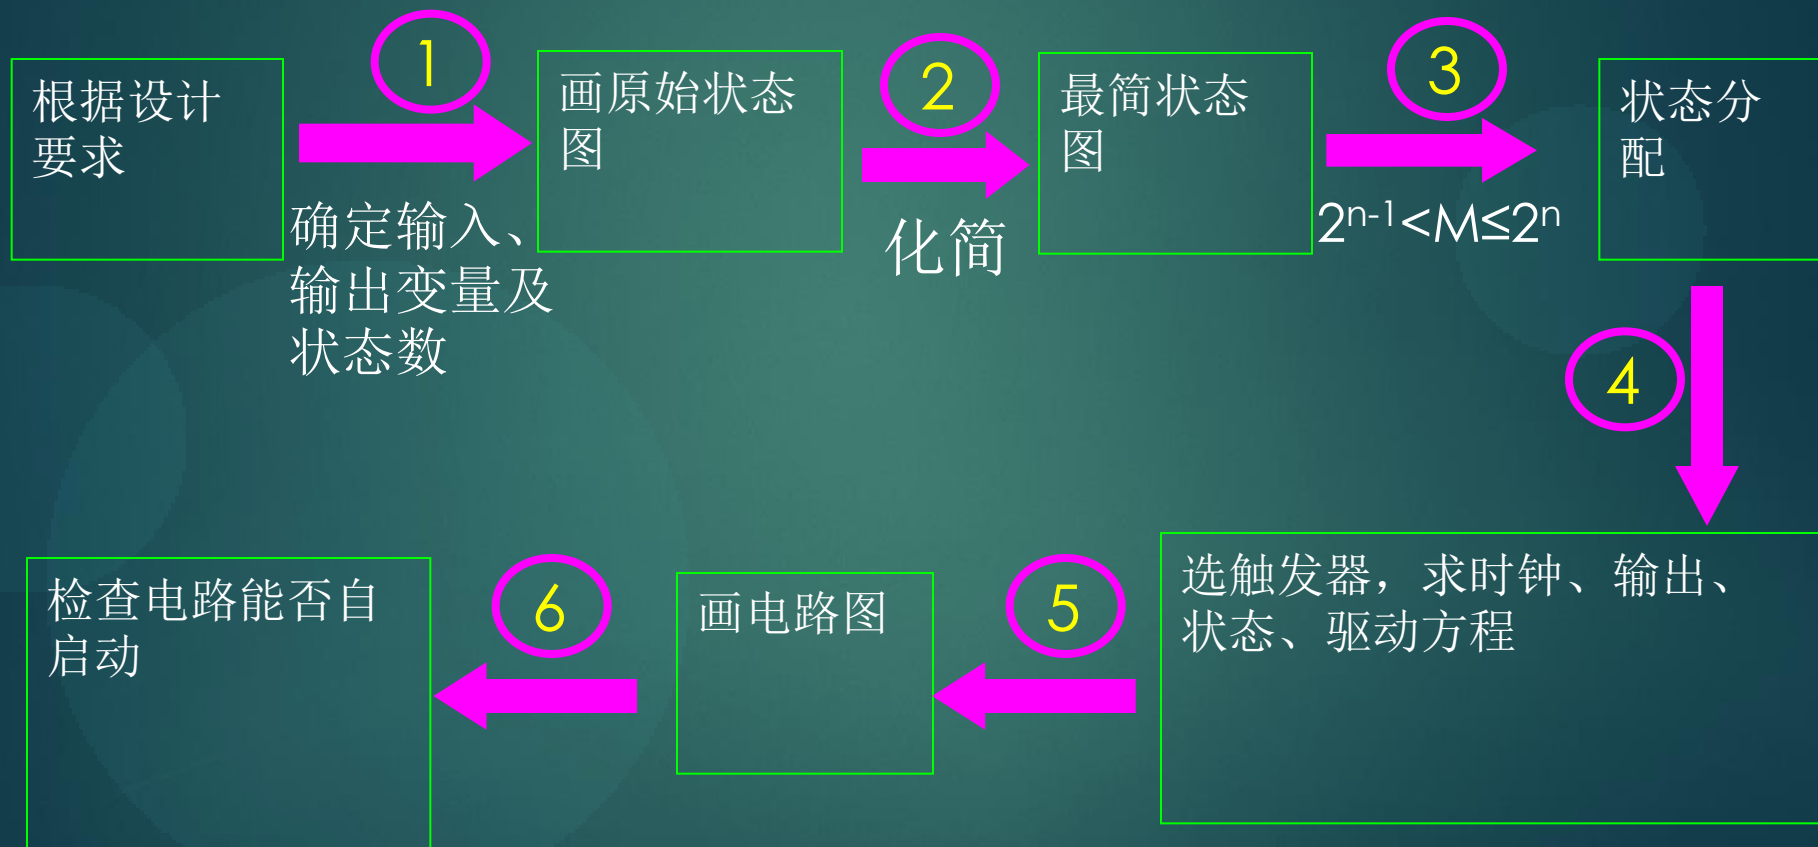 1
根据设计
要求
确定输入、
输出变量及
状态数
画原始状态
图
2
化简
最简状态
图
3
2ⁿ⁻¹<M≤2ⁿ
状态分
配
4
选触发器，求时钟、输出、
状态、驱动方程
5
画电路图
6
检查电路能否自
启动